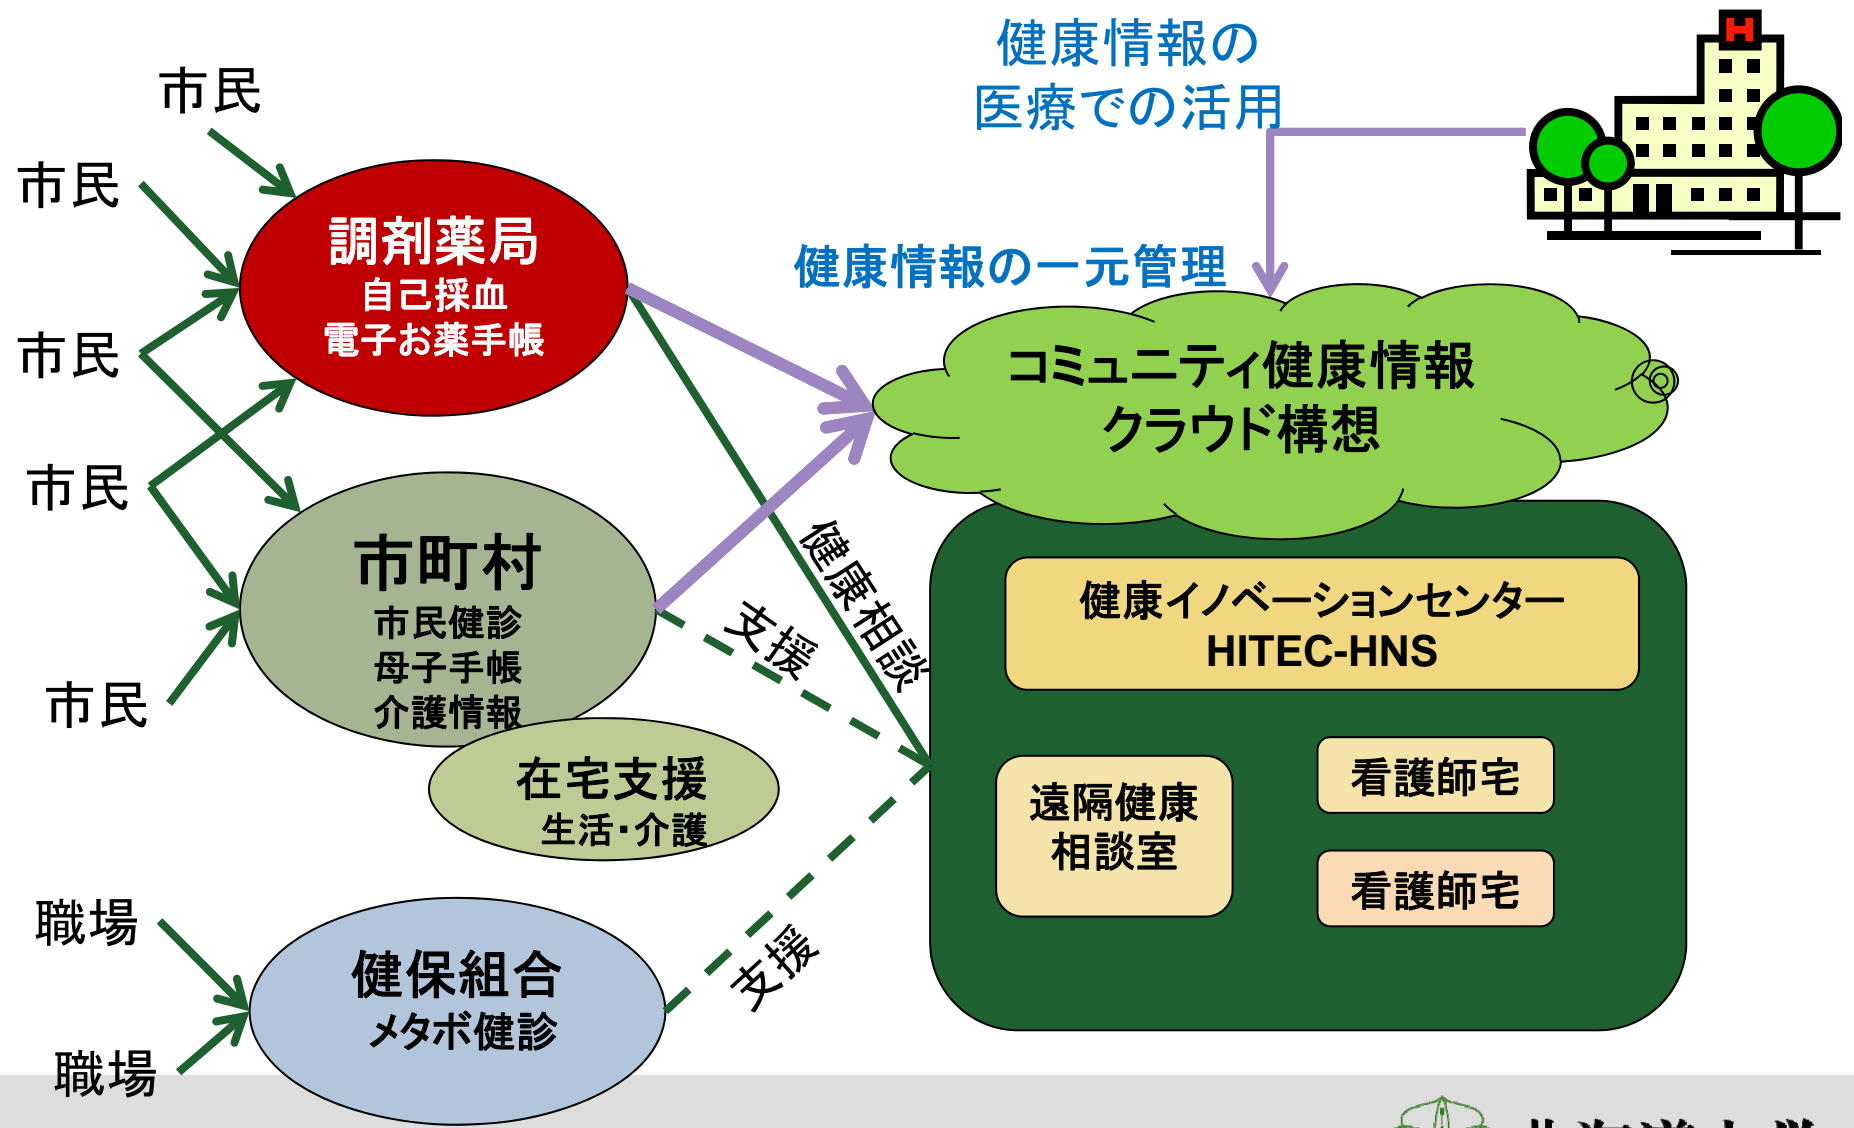 健康情報の
医療での活用
H
市民
市民
市民
市民
市民
調剤薬局
自己採血
電子お薬手帳
健康情報の一元管理
コミュニティ健康情報
クラウド構想
市町村
市民健診
母子手帳
介護情報
在宅支援
生活・介護
健康相談
支援
支援
健康イノベーションセンター
HITEC-HNS
遠隔健康
相談室
看護師宅
看護師宅
職場
職場
健保組合
メタボ健診
北海道大学